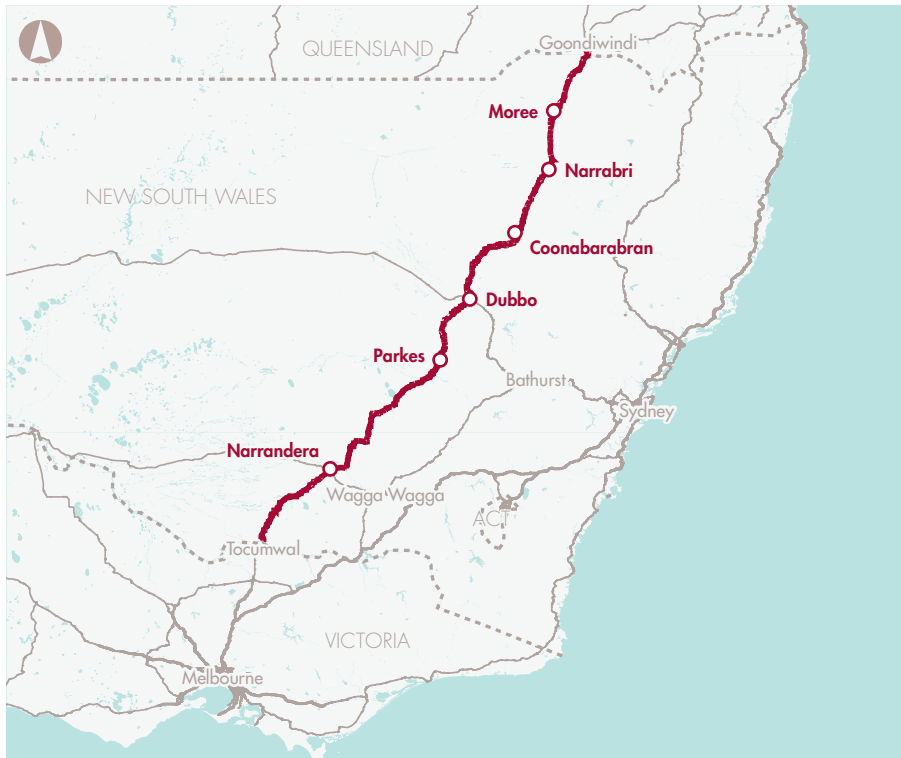 Goondiwindi
QUEENSLAND
Moree
Narrabri
NEW SOUTH WALES
Coonabarabran
Dubbo
Parkes
Bathurst
Sydney
Narrandera
Wagga Wagga
ACT
Tocumwal
VICTORIA
Melbourne